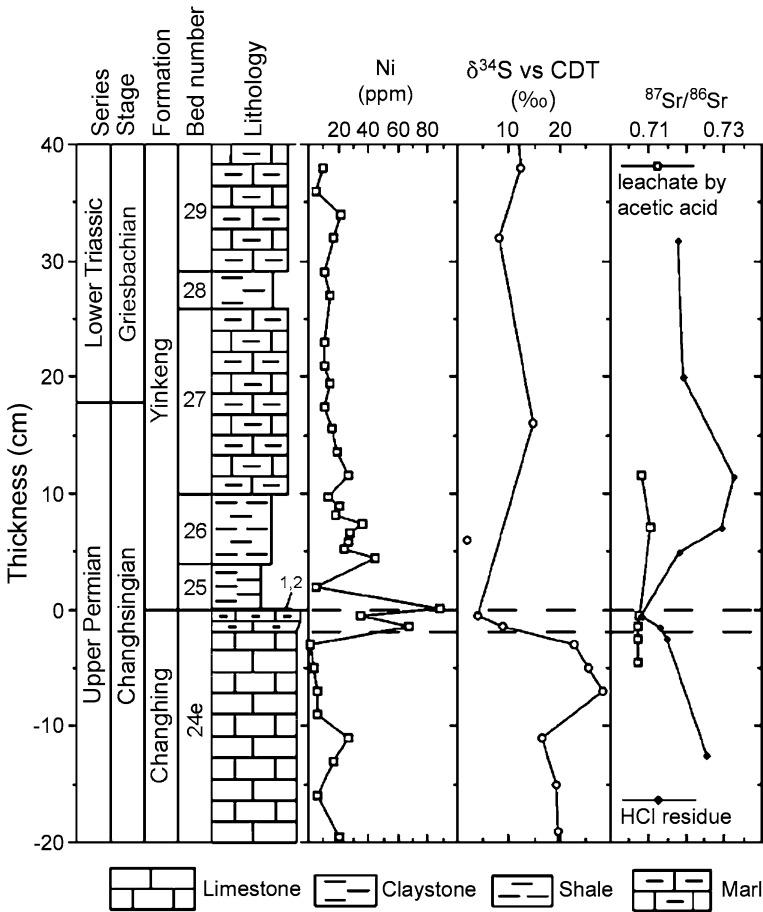 Series
Stage
Formation
Bed number
Lithology
Ni
(ppm)
20 40 60 80
δ³⁴S vs CDT
(‰)
10 20
⁸⁷Sr/⁸⁶Sr
0.71 0.73
Thickness (cm)
40
30
20
10
0
-10
-20
Lower Triassic
Upper Permian
Griesbachian
Changhsingian
Yinkeng
Changhing
29
28
27
26
25
24e
1,2
leachate by
acetic acid
HCl residue
Limestone Claystone Shale Marl